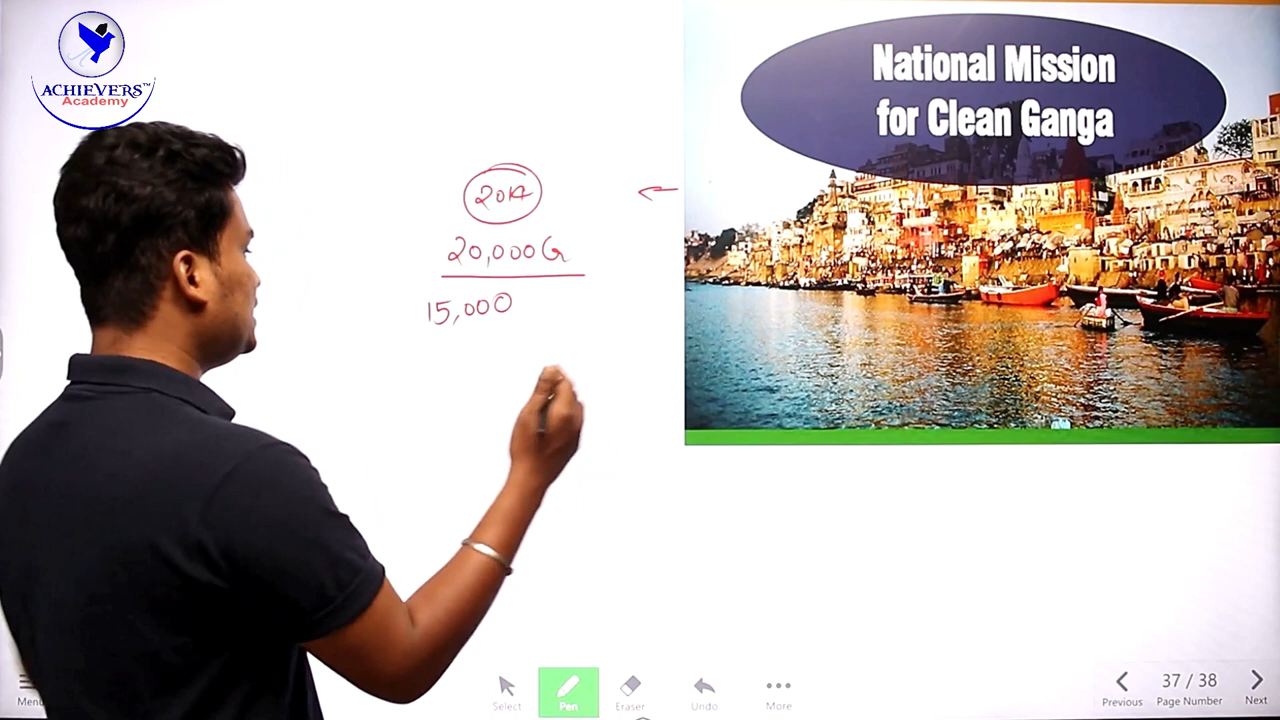 ACHIEVERS™
Academy
National Mission
for Clean Ganga
2014
20,000 Cr
15,000
Menu
Select
Pen
Eraser
Undo
More
Previous
37 / 38
Page Number
Next